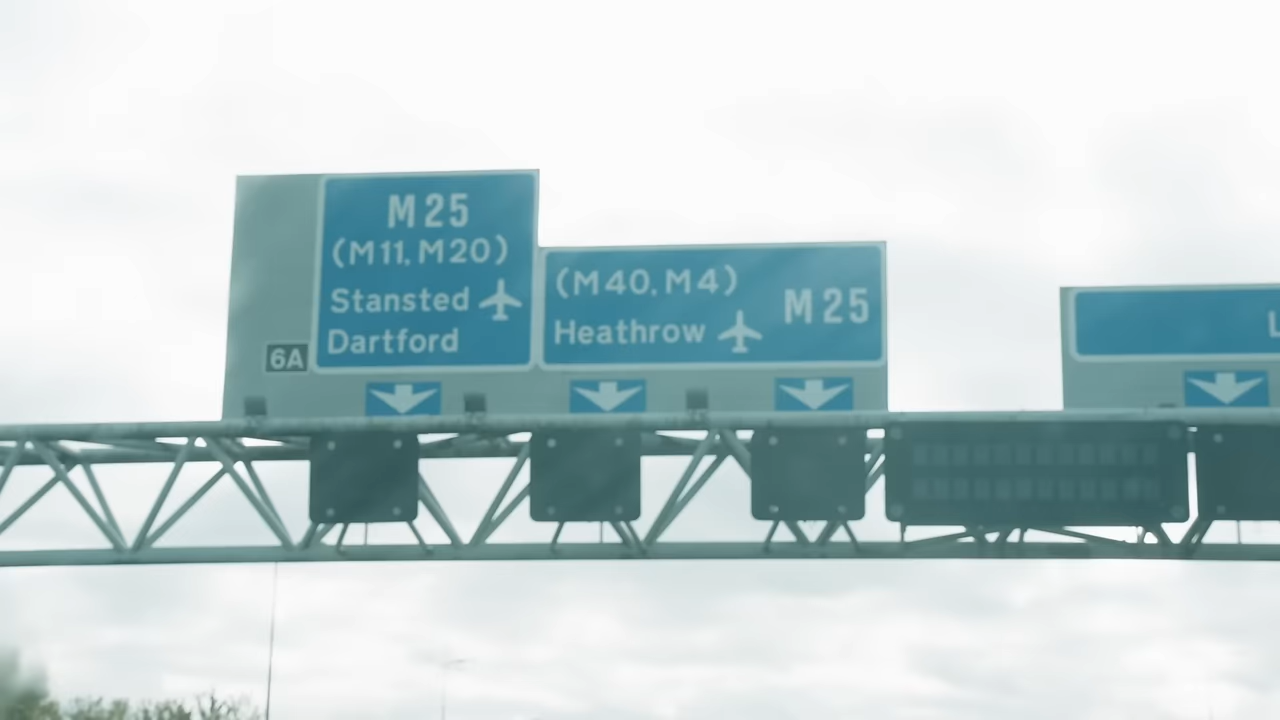 M25
(M11, M20)
Stansted
Dartford
6A
(M40, M4)
Heathrow
M25